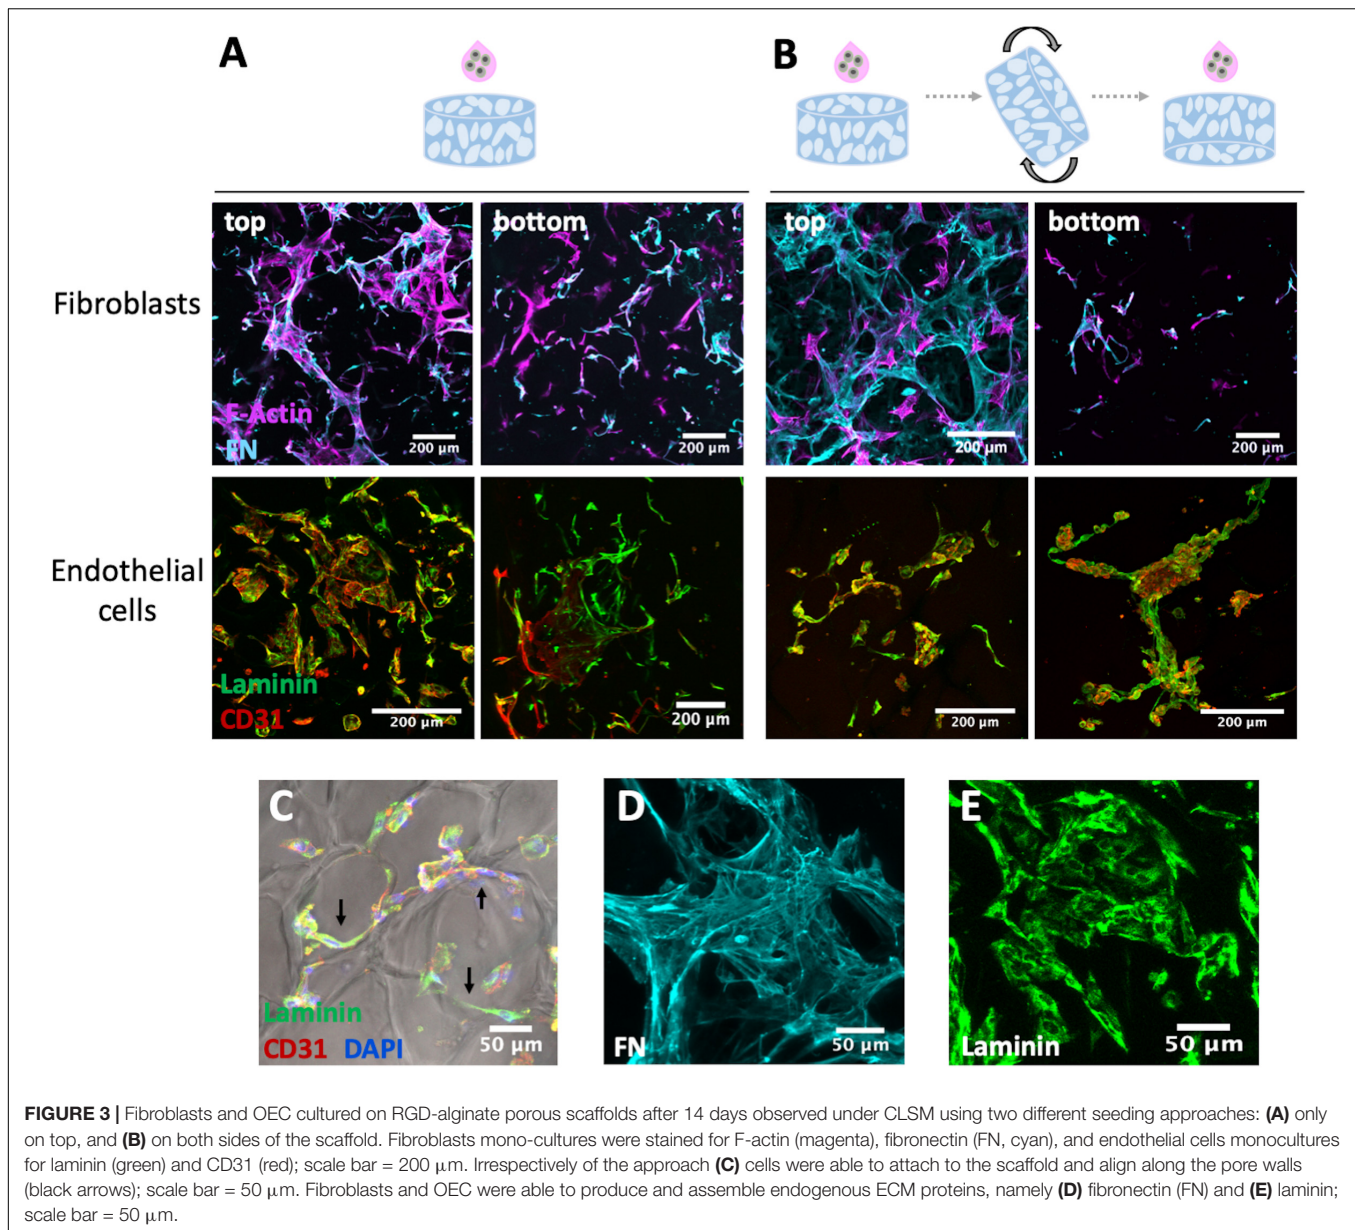 A
B
top
bottom
top
bottom
Fibroblasts
F-Actin
FN
200 µm
200 µm
200 µm
200 µm
Endothelial
cells
Laminin
CD31
200 µm
200 µm
200 µm
200 µm
C
D
E
Laminin
CD31 DAPI
50 µm
FN
50 µm
Laminin
50 µm
FIGURE 3 | Fibroblasts and OEC cultured on RGD-alginate porous scaffolds after 14 days observed under CLSM using two different seeding approaches: (A) only
on top, and (B) on both sides of the scaffold. Fibroblasts mono-cultures were stained for F-actin (magenta), fibronectin (FN, cyan), and endothelial cells monocultures
for laminin (green) and CD31 (red); scale bar = 200 µm. Irrespectively of the approach (C) cells were able to attach to the scaffold and align along the pore walls
(black arrows); scale bar = 50 µm. Fibroblasts and OEC were able to produce and assemble endogenous ECM proteins, namely (D) fibronectin (FN) and (E) laminin;
scale bar = 50 µm.